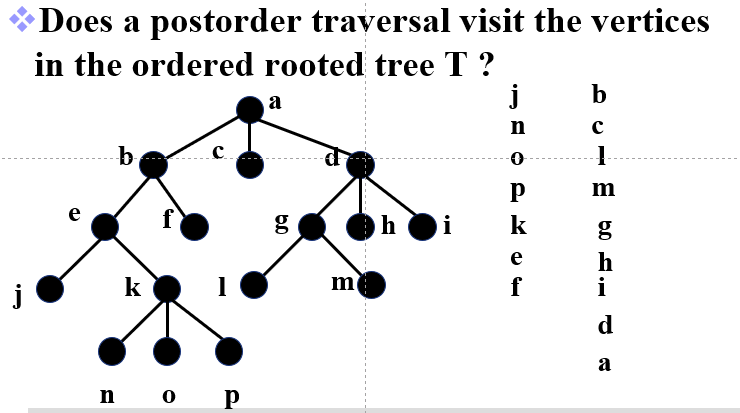 ❖Does a postorder traversal visit the vertices
in the ordered rooted tree T ?
a
b c d
e f g h i
j k l m
n o p
j b
n c
o l
p m
k g
e h
f i
d
a